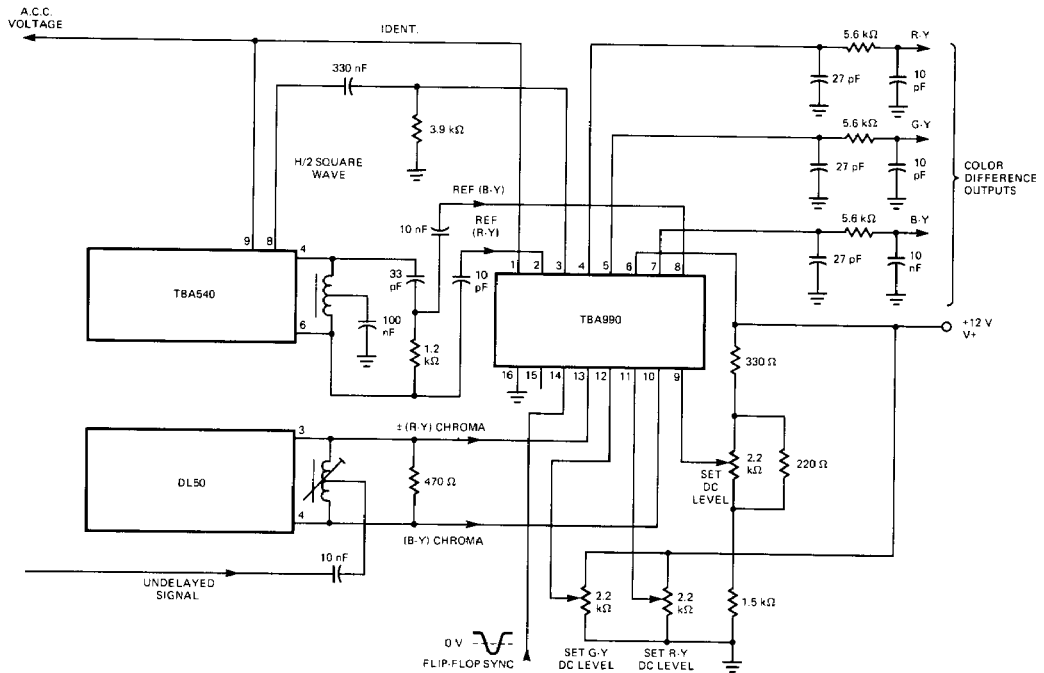 A.C.C.
VOLTAGE
IDENT.
R-Y
5.6 kΩ
330 nF
27 pF
10
pF
3.9 kΩ
G-Y
5.6 kΩ
H/2 SQUARE
WAVE
27 pF
10
pF
COLOR
DIFFERENCE
OUTPUTS
REF (B-Y)
REF
(R-Y)
B-Y
5.6 kΩ
10 nF
9 8
4
33
pF
10
pF
1 2 3 4 5 6 7 8
27 pF
10
nF
TBA540
TBA990
100
nF
6
1.2
kΩ
+12 V
V+
330 Ω
16 15 14 13 12 11 10 9
3
± (R-Y) CHROMA
DL50
470 Ω
2.2
kΩ
220 Ω
SET
DC
LEVEL
4
(B-Y) CHROMA
10 nF
UNDELAYED
SIGNAL
2.2
kΩ
2.2
kΩ
1.5 kΩ
0 V
FLIP-FLOP SYNC
SET G-Y
DC LEVEL
SET R-Y
DC LEVEL